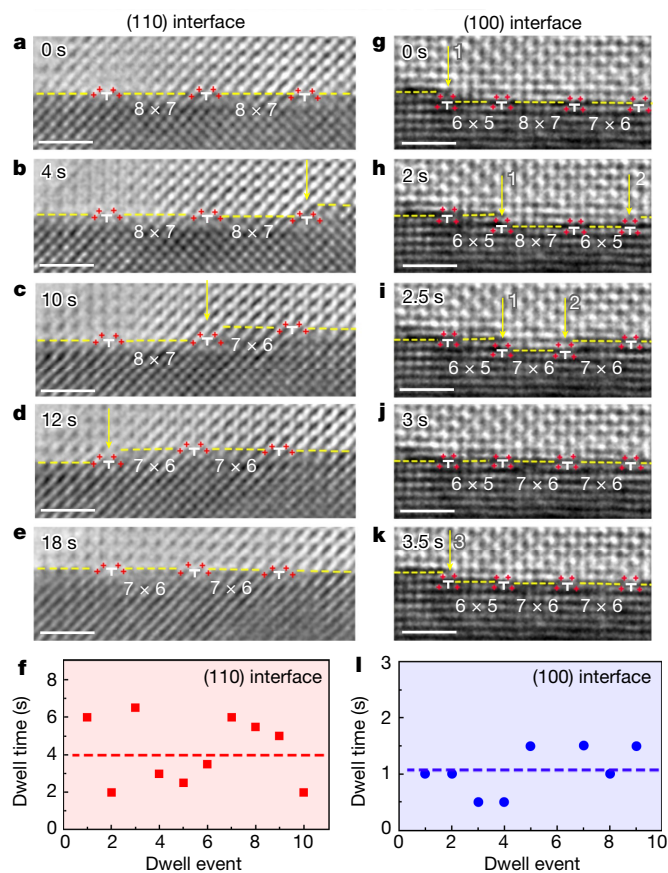 (110) interface
a
0 s
8 × 7
8 × 7
b
4 s
8 × 7
8 × 7
c
10 s
8 × 7
7 × 6
d
12 s
7 × 6
7 × 6
e
18 s
7 × 6
7 × 6
(100) interface
g
0 s
1
6 × 5
8 × 7
7 × 6
h
2 s
1
2
6 × 5
8 × 7
6 × 5
i
2.5 s
1
2
6 × 5
7 × 6
7 × 6
j
3 s
6 × 5
7 × 6
7 × 6
k
3.5 s
3
6 × 5
7 × 6
7 × 6
f
(110) interface
Dwell time (s)
8
6
4
2
0
0 2 4 6 8 10
Dwell event
l
(100) interface
Dwell time (s)
3
2
1
0
0 2 4 6 8 10
Dwell event